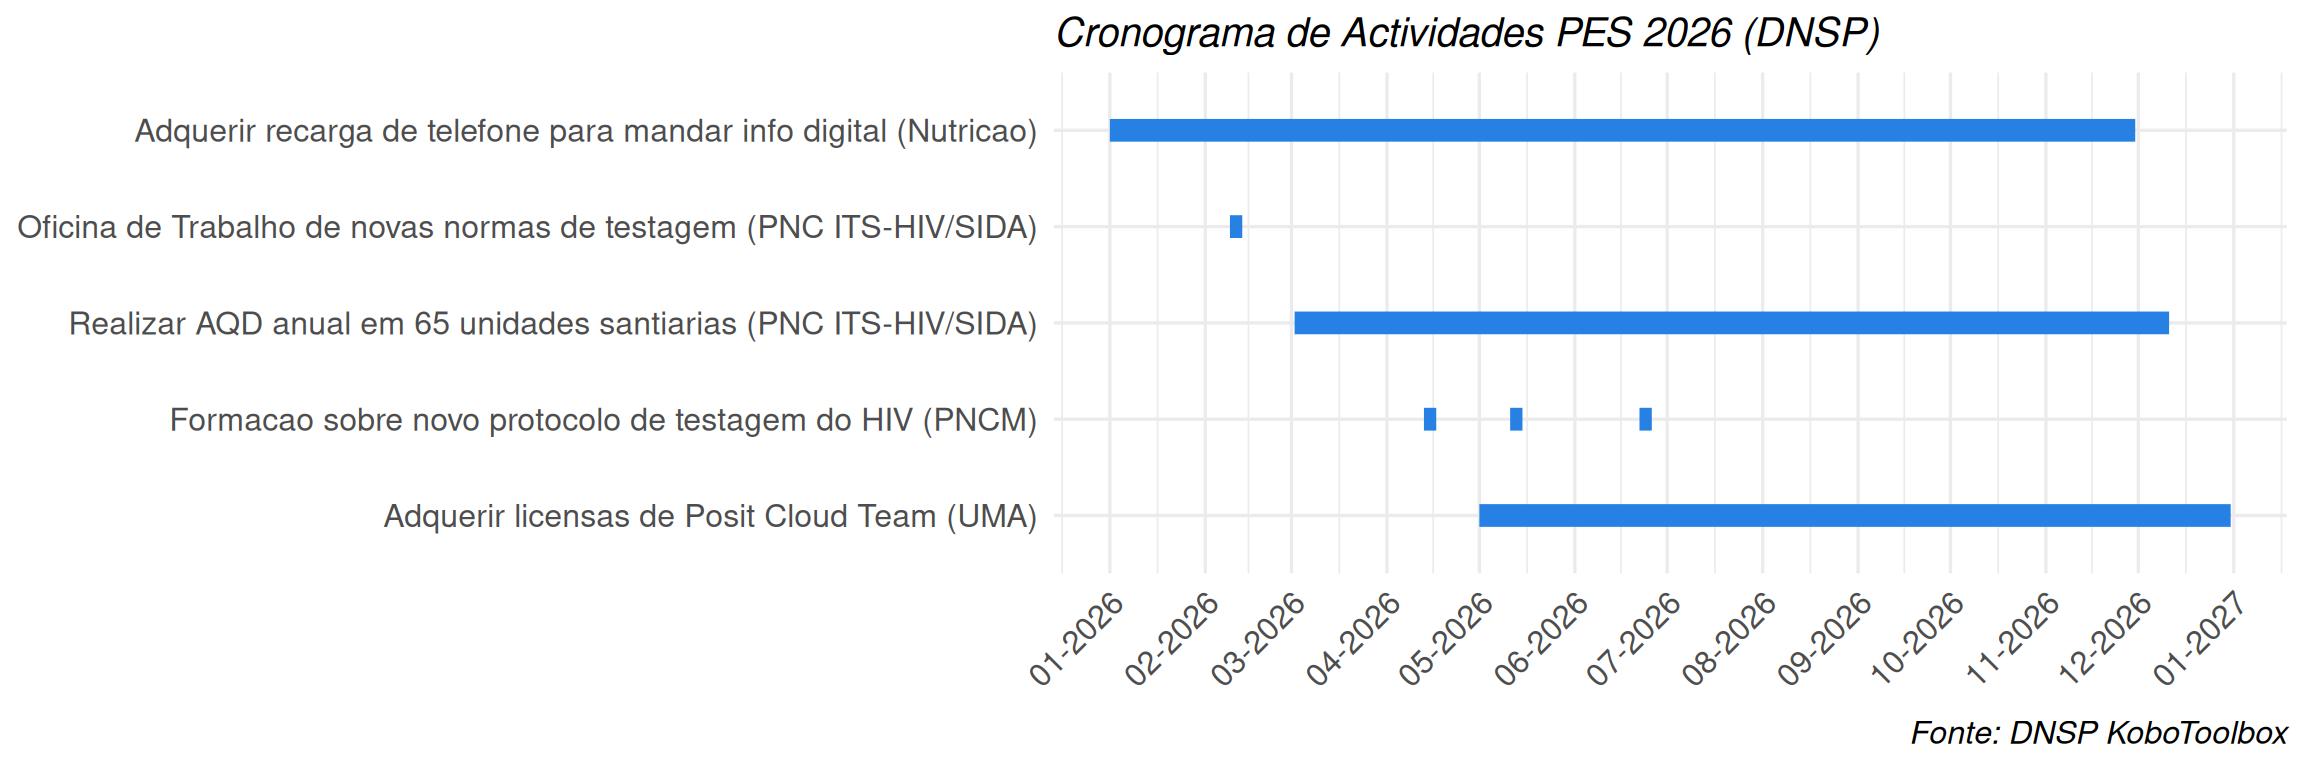 Cronograma de Actividades PES 2026 (DNSP)
Adquerir recarga de telefone para mandar info digital (Nutricao)
Oficina de Trabalho de novas normas de testagem (PNC ITS-HIV/SIDA)
Realizar AQD anual em 65 unidades santiarias (PNC ITS-HIV/SIDA)
Formacao sobre novo protocolo de testagem do HIV (PNCM)
Adquerir licensas de Posit Cloud Team (UMA)
01-2026
02-2026
03-2026
04-2026
05-2026
06-2026
07-2026
08-2026
09-2026
10-2026
11-2026
12-2026
01-2027
Fonte: DNSP KoboToolbox